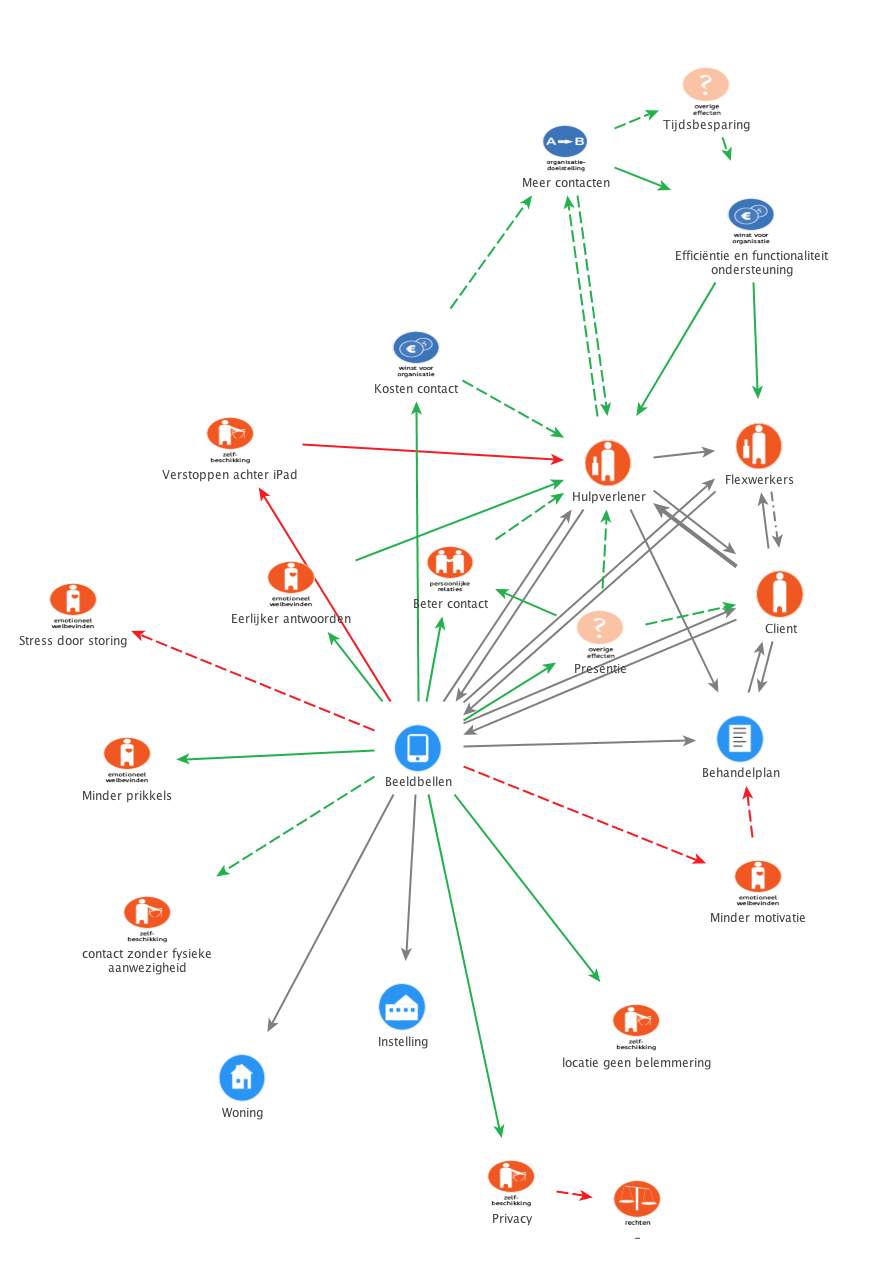 ?
overige
effecten
Tijdsbesparing
A B
organisatie-
doelstelling
Meer contacten
€ $
winst voor
organisatie
Efficiëntie en functionaliteit
ondersteuning
€ $
winst voor
organisatie
Kosten contact
zelf-
beschikking
Verstoppen achter iPad
Hulpverlener
Flexwerkers
persoonlijke
relaties
Beter contact
emotioneel
welbevinden
Eerlijker antwoorden
emotioneel
welbevinden
Stress door storing
?
overige
effecten
Presentie
Client
Beeldbellen
Behandelplan
emotioneel
welbevinden
Minder prikkels
emotioneel
welbevinden
Minder motivatie
zelf-
beschikking
contact zonder fysieke
aanwezigheid
Instelling
zelf-
beschikking
locatie geen belemmering
Woning
zelf-
beschikking
Privacy
rechten
_